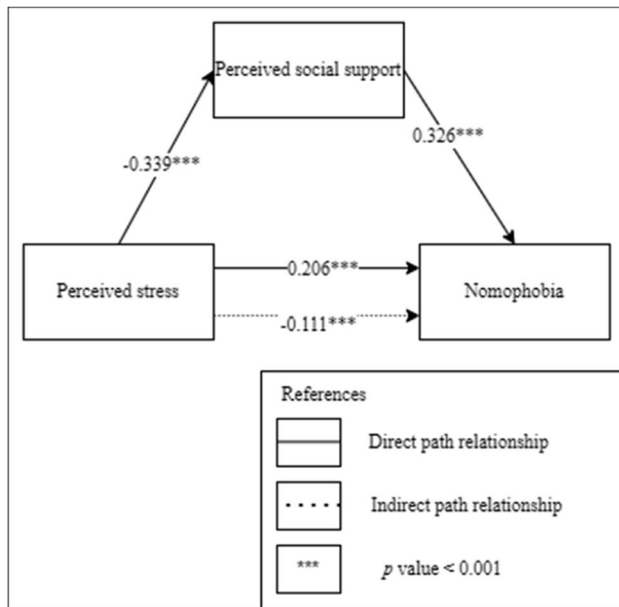 Perceived social support
-0.339***
0.326***
Perceived stress
0.206***
Nomophobia
-0.111***
References
Direct path relationship
Indirect path relationship
***
p value < 0.001